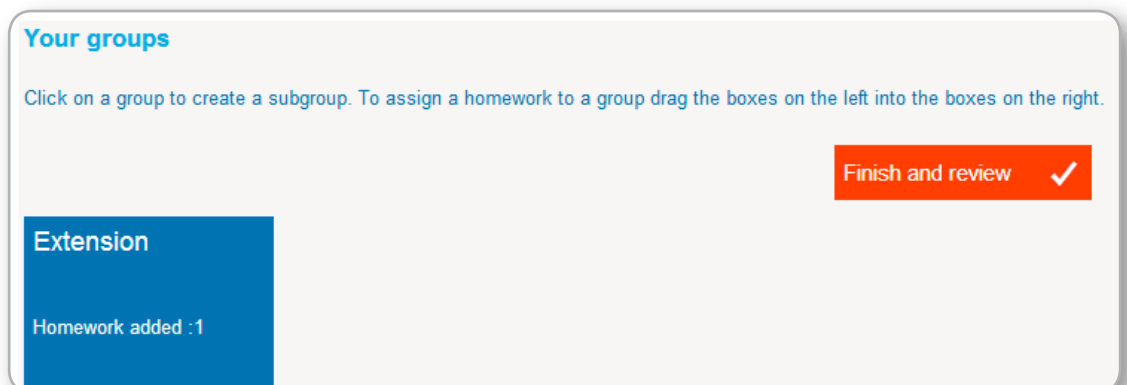 Your groups
Click on a group to create a subgroup. To assign a homework to a group drag the boxes on the left into the boxes on the right.
Finish and review
Extension
Homework added :1